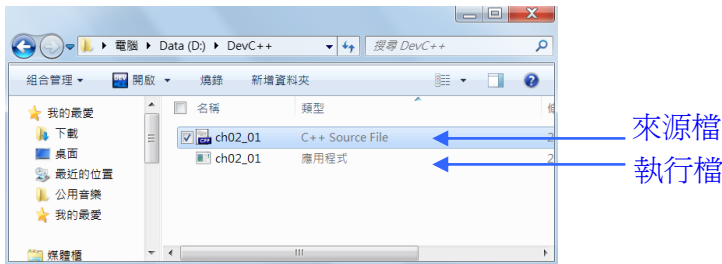 電腦 Data (D:) DevC++ 搜尋 DevC++
組合管理 開啟 燒錄 新增資料夾
我的最愛
下載
桌面
最近的位置
公用音樂
我的最愛
媒體櫃
名稱 類型
ch02_01 C++ Source File
ch02_01 應用程式
來源檔
執行檔